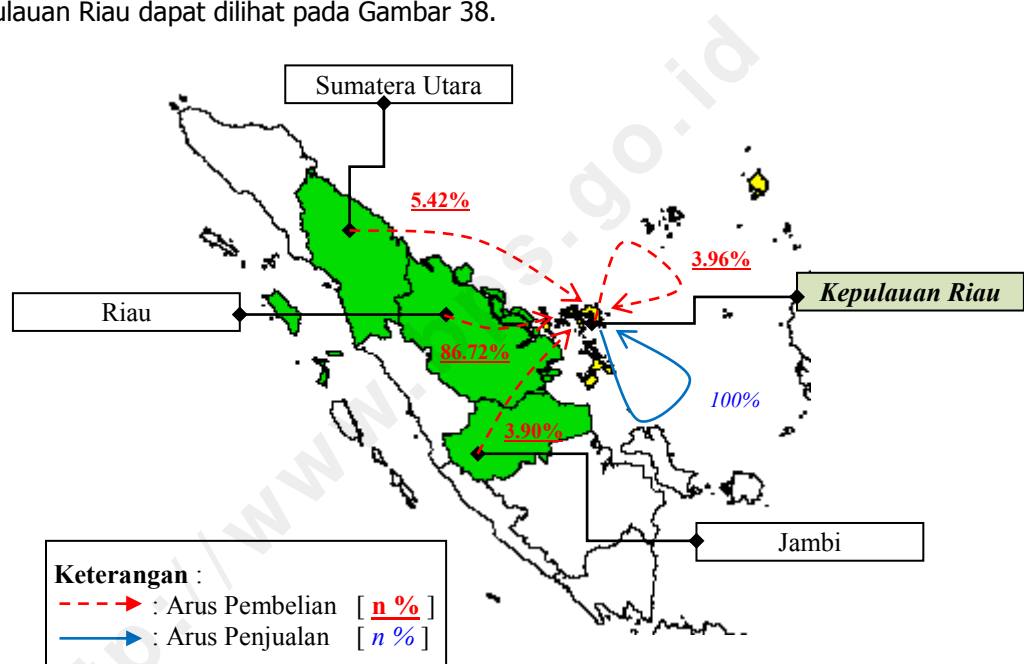 ulauan Riau dapat dilihat pada Gambar 38.
Sumatera Utara
5.42%
3.96%
Kepulauan Riau
Riau
86.72%
100%
3.90%
Jambi
Keterangan :
: Arus Pembelian [ n % ]
: Arus Penjualan [ n % ]